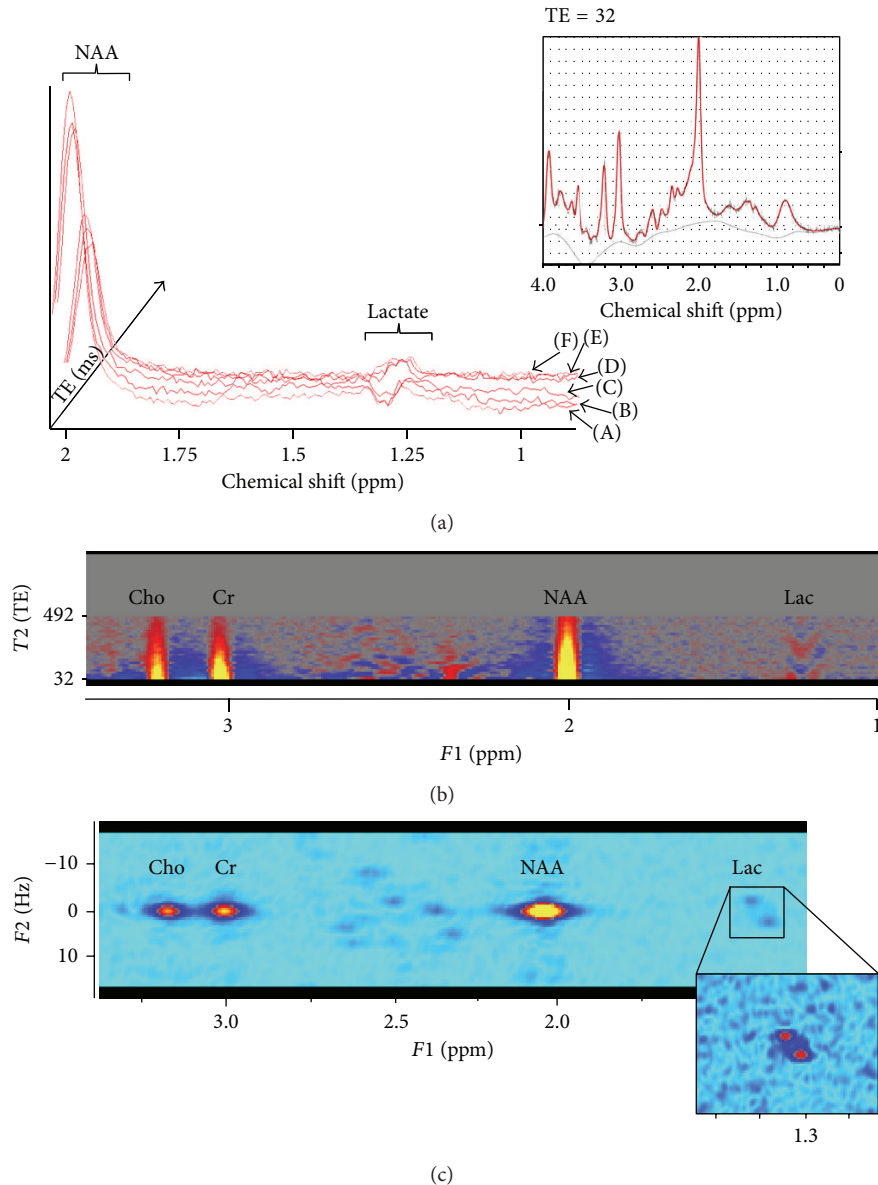 TE = 32
NAA
Lactate
TE (ms)
(F)
(E)
(D)
(C)
(B)
(A)
2 1.75 1.5 1.25 1
Chemical shift (ppm)
4.0 3.0 2.0 1.0 0
Chemical shift (ppm)
(a)
T2 (TE)
492
32
Cho Cr NAA Lac
3 2 1
F1 (ppm)
(b)
F2 (Hz)
−10
0
10
Cho Cr NAA Lac
3.0 2.5 2.0
F1 (ppm)
1.3
(c)